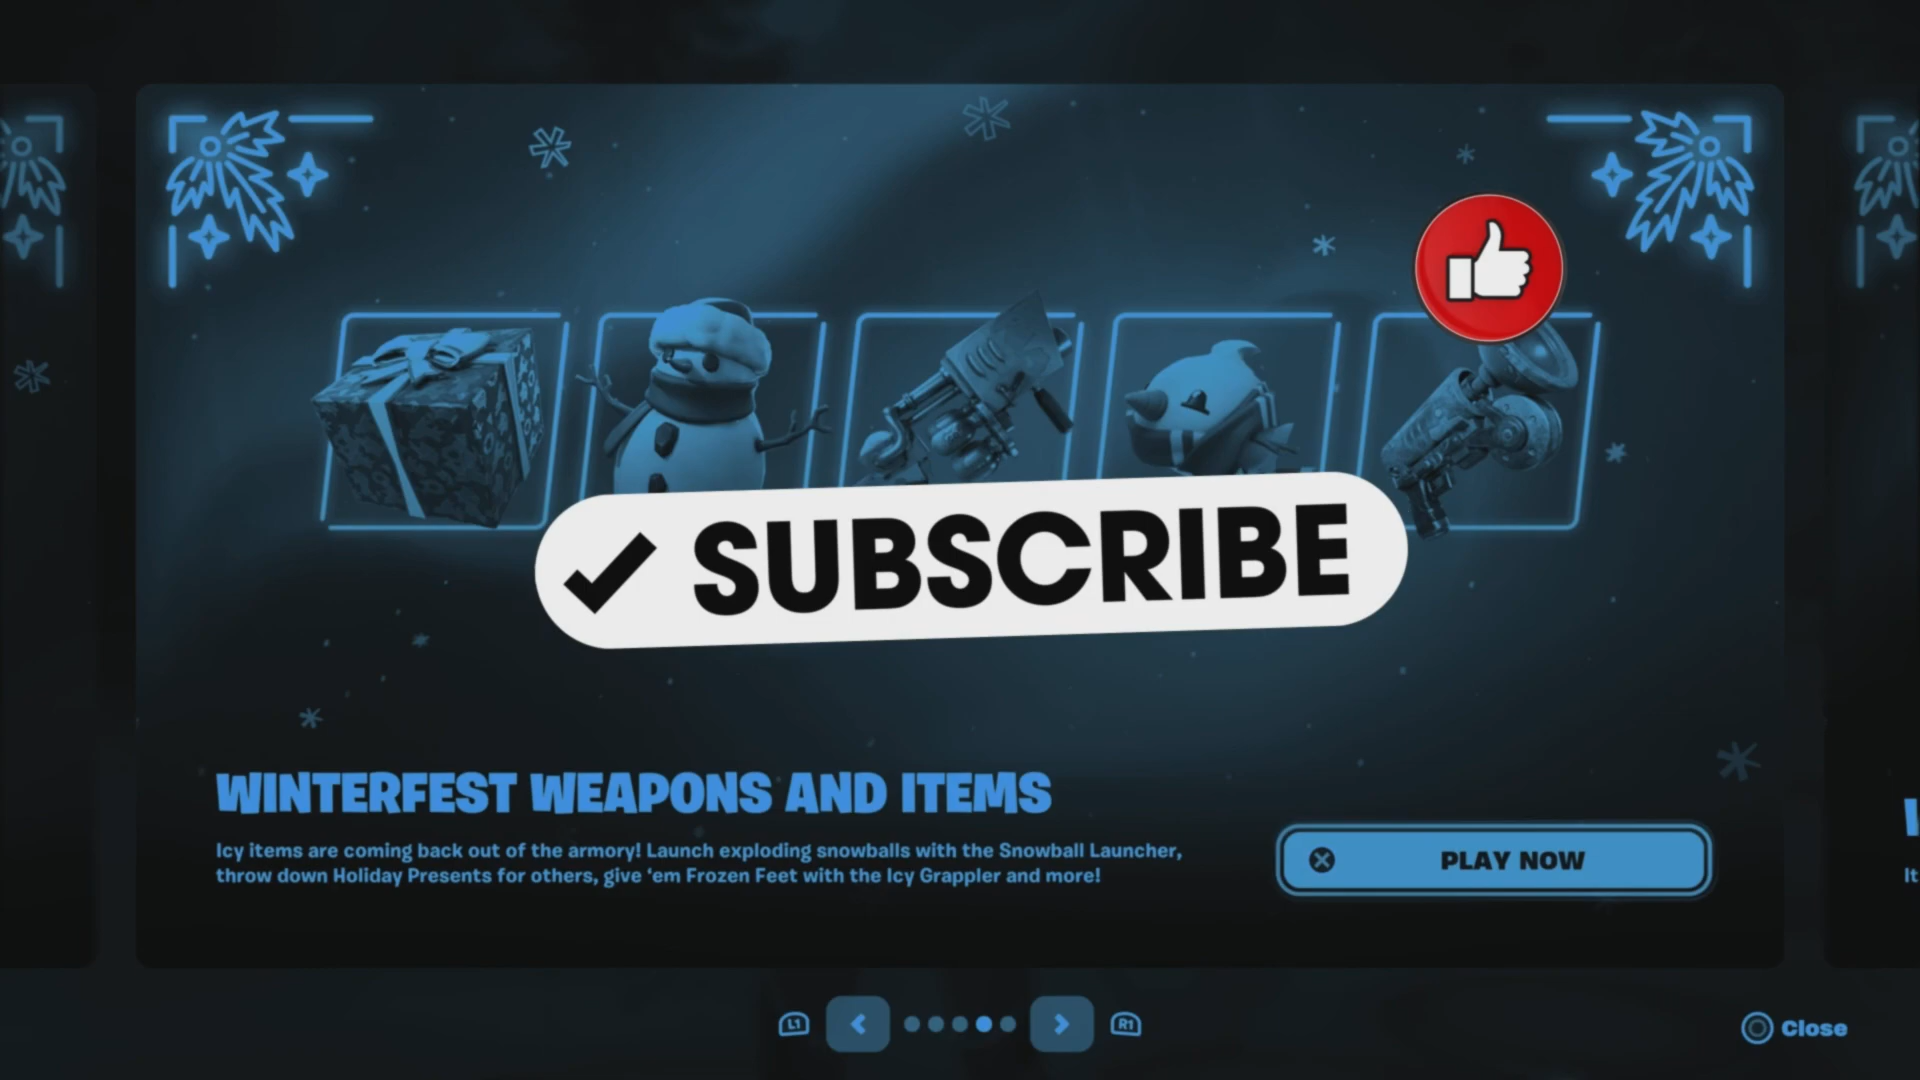 SUBSCRIBE
WINTERFEST WEAPONS AND ITEMS
Icy items are coming back out of the armory! Launch exploding snowballs with the Snowball Launcher,
throw down Holiday Presents for others, give ‘em Frozen Feet with the Icy Grappler and more!
PLAY NOW
It
L1
R1
Close